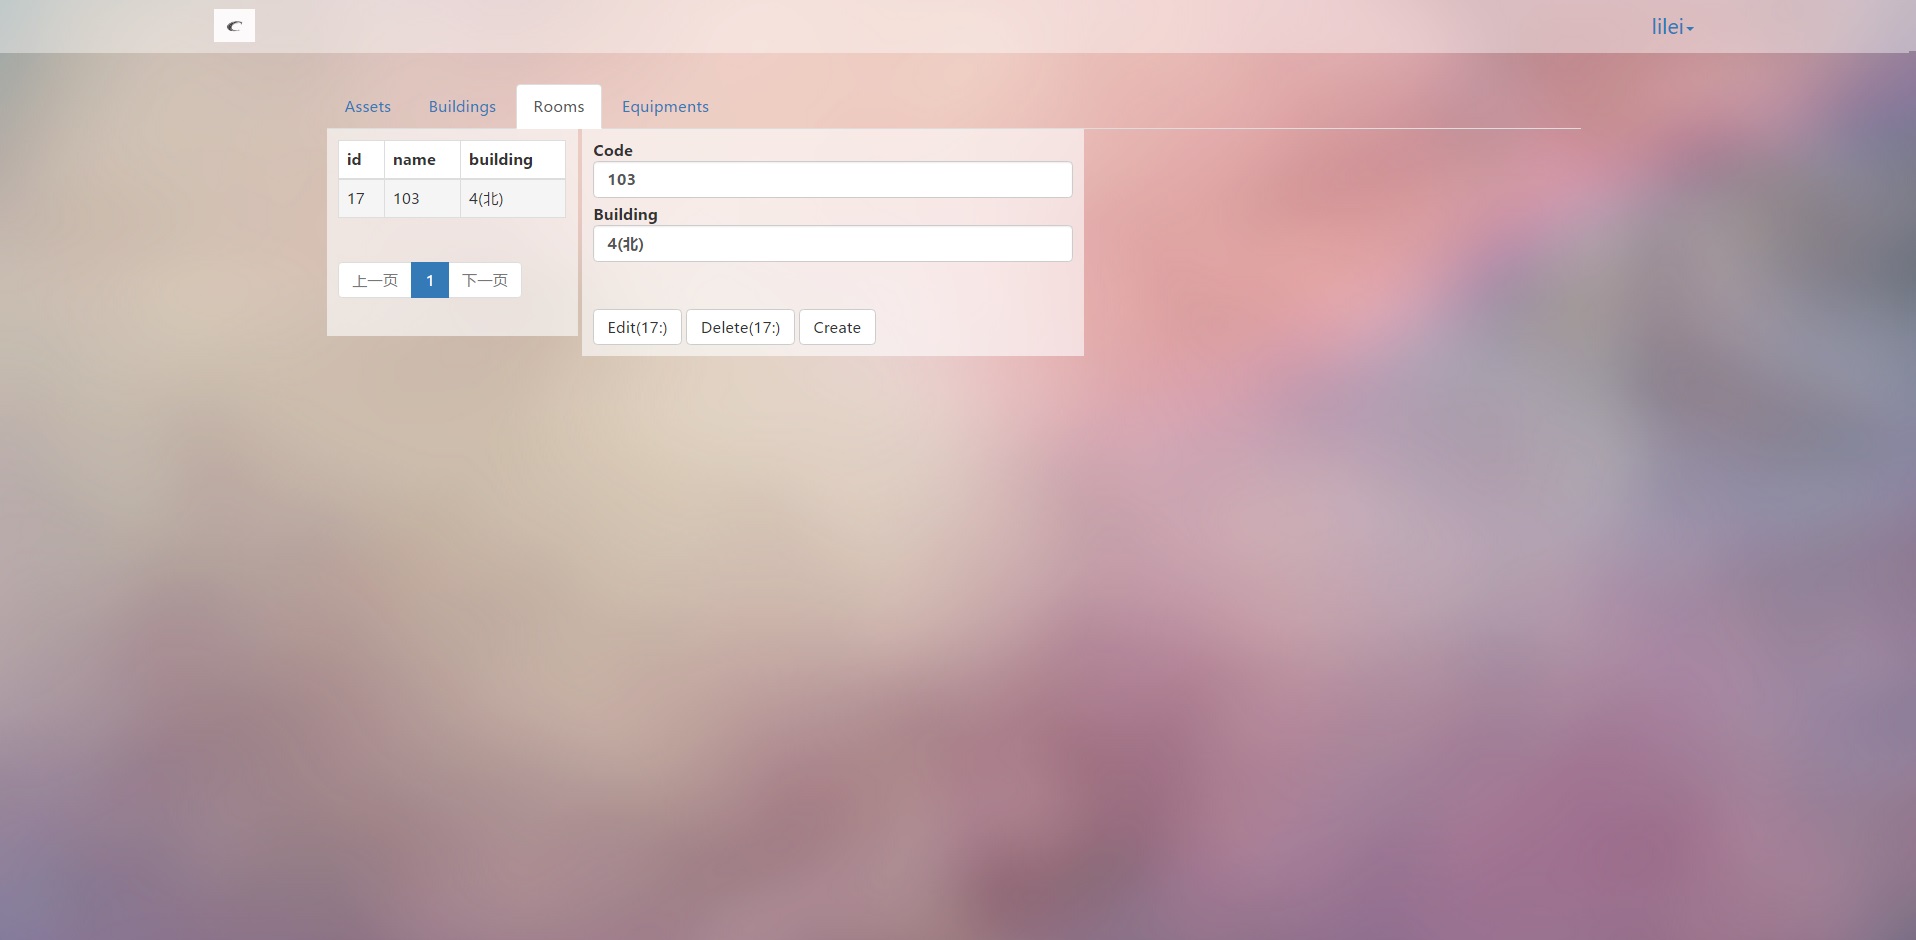 lilei
Assets Buildings Rooms Equipments
id name building
17 103 4(北)
上一页 1 下一页
Code
103
Building
4(北)
Edit(17:) Delete(17:) Create